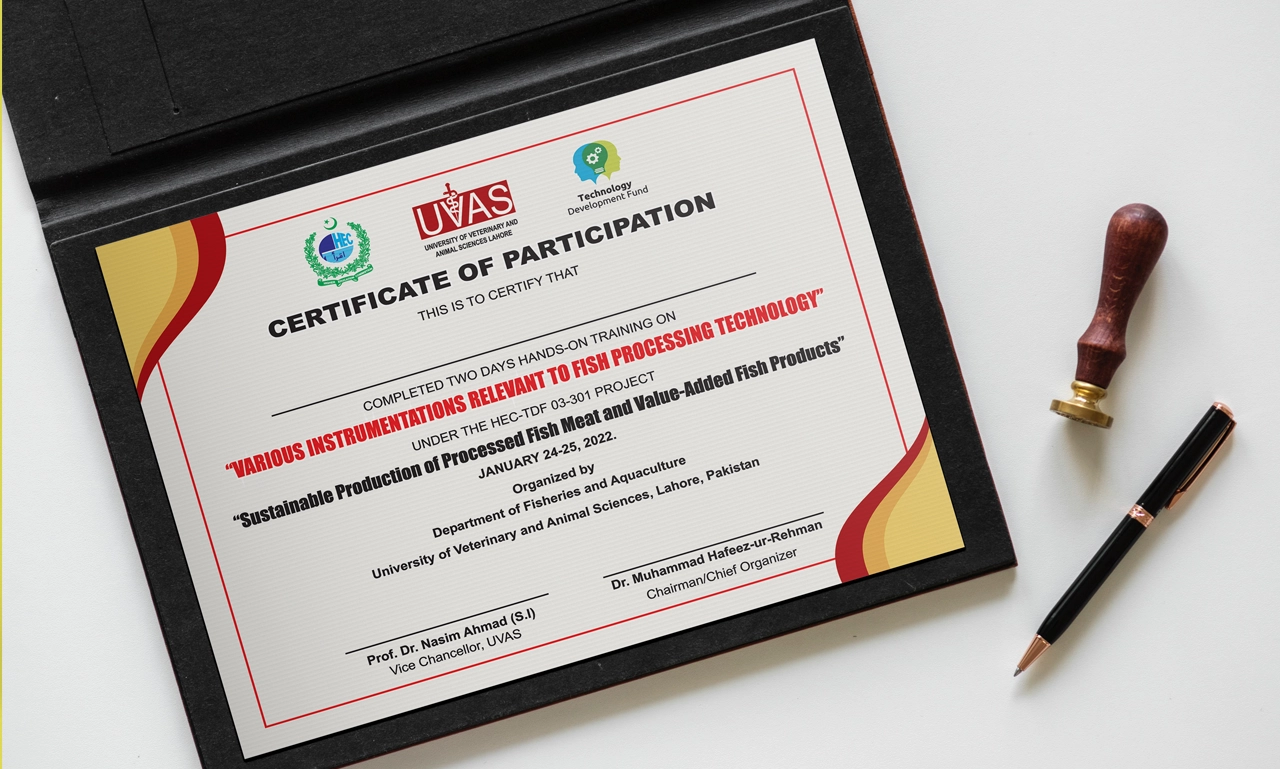 HEC
UVAS
UNIVERSITY OF VETERINARY AND
ANIMAL SCIENCES LAHORE
Technology
Development Fund
CERTIFICATE OF PARTICIPATION
THIS IS TO CERTIFY THAT
COMPLETED TWO DAYS HANDS-ON TRAINING ON
“VARIOUS INSTRUMENTATIONS RELEVANT TO FISH PROCESSING TECHNOLOGY”
UNDER THE HEC-TDF 03-301 PROJECT
“Sustainable Production of Processed Fish Meat and Value-Added Fish Products”
JANUARY 24-25, 2022.
Organized by
Department of Fisheries and Aquaculture
University of Veterinary and Animal Sciences, Lahore, Pakistan
Prof. Dr. Nasim Ahmad (S.I)
Vice Chancellor, UVAS
Dr. Muhammad Hafeez-ur-Rehman
Chairman/Chief Organizer